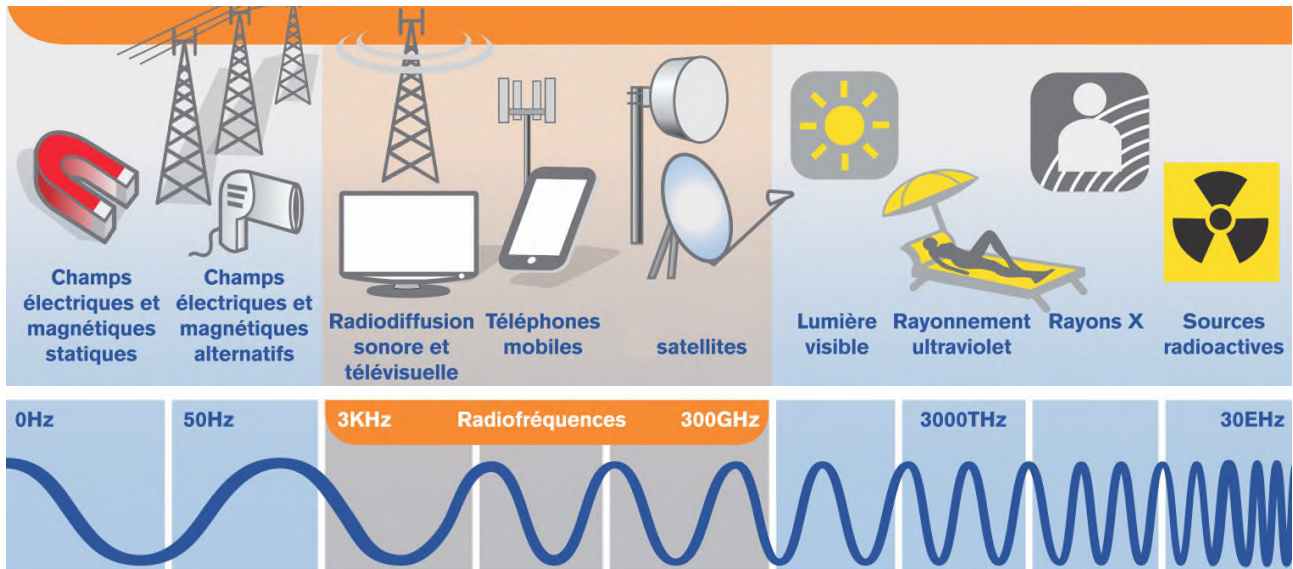 Champs
électriques et
magnétiques
statiques
Champs
électriques et
magnétiques
alternatifs
Radiodiffusion
sonore et
télévisuelle
Téléphones
mobiles
satellites
Lumière
visible
Rayonnement
ultraviolet
Rayons X
Sources
radioactives
0Hz
50Hz
3KHz
Radiofréquences
300GHz
3000THz
30EHz